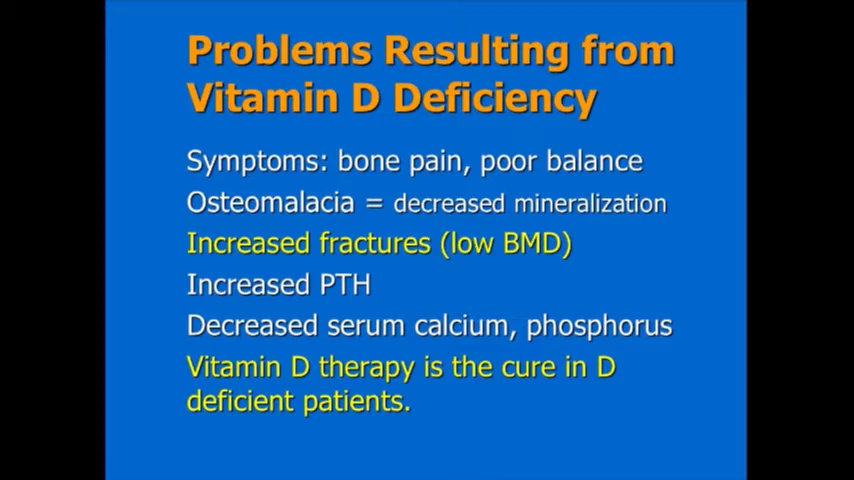 Problems Resulting from
Vitamin D Deficiency
Symptoms: bone pain, poor balance
Osteomalacia = decreased mineralization
Increased fractures (low BMD)
Increased PTH
Decreased serum calcium, phosphorus
Vitamin D therapy is the cure in D
deficient patients.